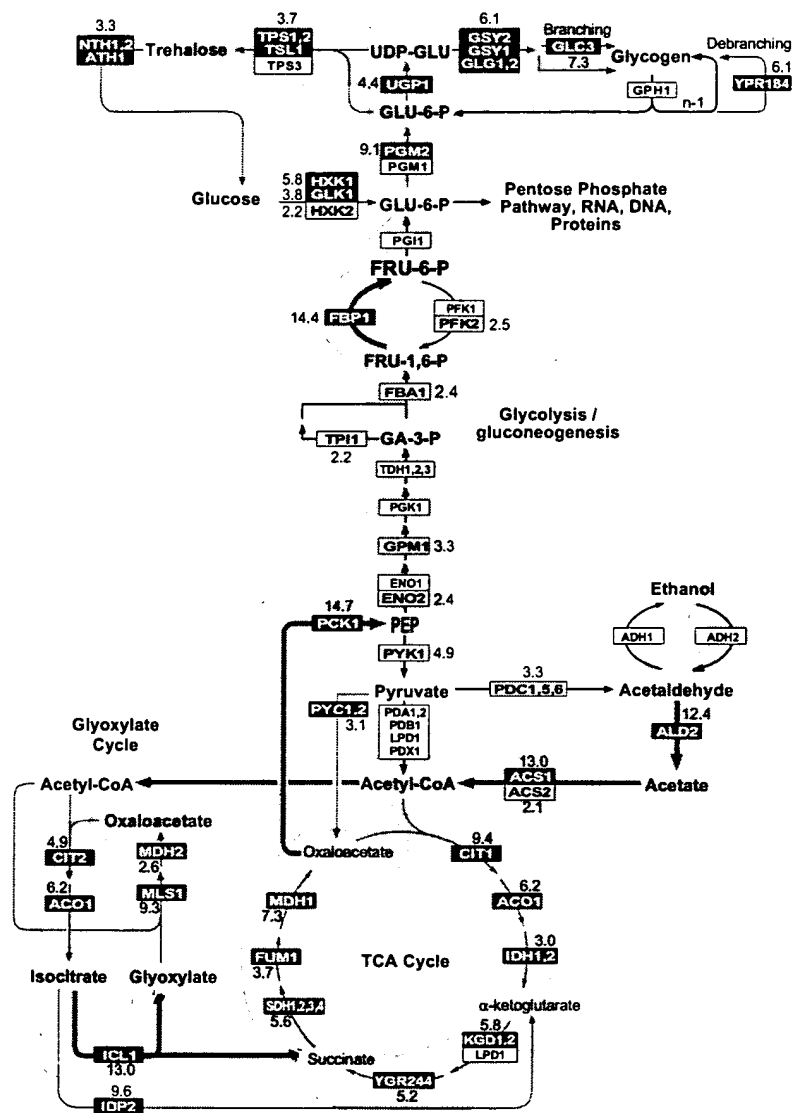 3.3
NTH1,2
ATH1
Trehalose
3.7
TPS1,2
TSL1
TPS3
UDP-GLU
6.1
GSY2
GSY1
GLG1,2
Branching
GLC3
7.3
Glycogen
Debranching
6.1
YPR184
4.4 UGP1
GPH1
n-1
GLU-6-P
9.1 PGM2
PGM1
Glucose
5.8 HXK1
3.8 GLK1
2.2 HXK2
GLU-6-P
Pentose Phosphate
Pathway, RNA, DNA,
Proteins
PGI1
FRU-6-P
14.4 FBP1
PFK1
PFK2 2.5
FRU-1,6-P
FBA1 2.4
Glycolysis /
gluconeogenesis
TPI1
2.2
GA-3-P
TDH1,2,3
PGK1
GPM1 3.3
ENO1
ENO2 2.4
14.7
PCK1
PEP
Ethanol
ADH1
ADH2
PYK1 4.9
Pyruvate
3.3
PDC1,5,6
Acetaldehyde
PYC1,2
3.1
PDA1,2
PDB1
LPD1
PDX1
12.4
ALD2
Glyoxylate
Cycle
Acetyl-CoA
Acetyl-CoA
13.0
ACS1
ACS2
2.1
Acetate
Oxaloacetate
4.9
CIT2
MDH2
2.6
Oxaloacetate
9.4
CIT1
6.2
ACO1
MLS1
9.3
MDH1
7.3
6.2
ACO1
FUM1
3.7
TCA Cycle
3.0
IDH1,2
Isocitrate
Glyoxylate
α-ketoglutarate
SDH1,2,3,4
5.6
5.8
KGD1,2
LPD1
ICL1
13.0
Succinate
YGR244
5.2
9.6
IDP2